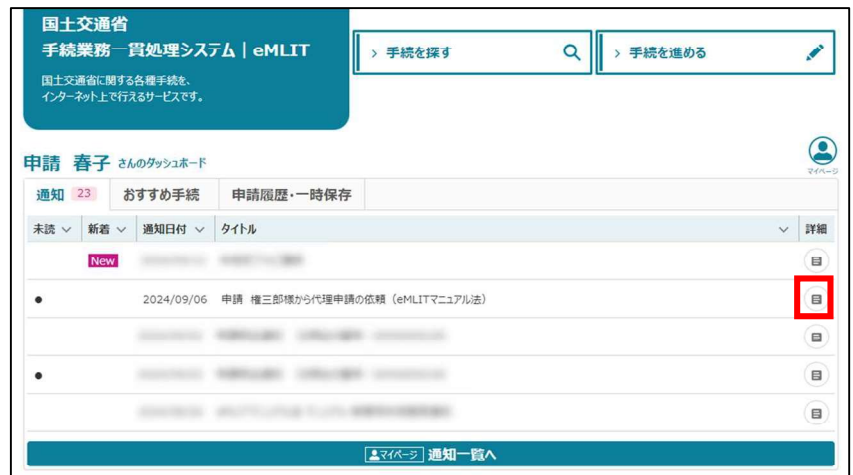 国土交通省
手続業務一貫処理システム｜eMLIT
国土交通省に関する各種手続を、
インターネット上で行えるサービスです。
> 手続を探す
> 手続を進める
申請 春子 さんのダッシュボード
マイページ
通知 23 おすすめ手続 申請履歴・一時保存
未読 新着 通知日付 タイトル 詳細
New
● 2024/09/06 申請 権三郎様から代理申請の依頼（eMLITマニュアル法）
●
マイページ 通知一覧へ